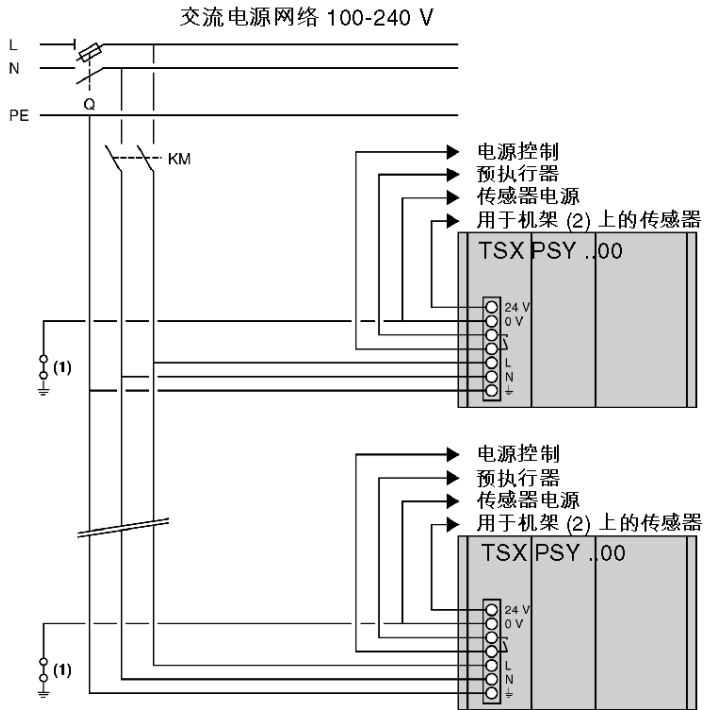 交流电源网络 100-240 V
L
N
Q
PE
KM
电源控制
预执行器
传感器电源
用于机架 (2) 上的传感器
TSX PSY ..00
24 V
0 V
L
N
(1)
电源控制
预执行器
传感器电源
用于机架 (2) 上的传感器
TSX PSY ..00
24 V
0 V
L
N
(1)